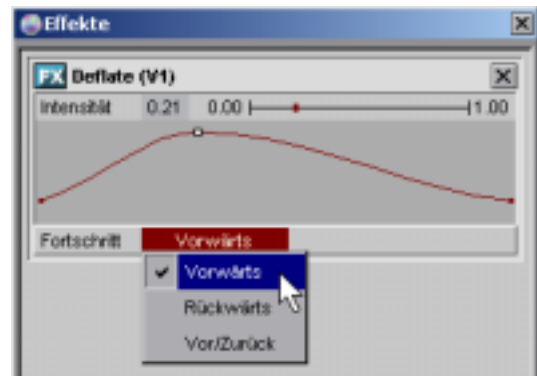 Effekte
FX Deflate (V1)
Intensität 0.21 0.00 1.00
Fortschritt Vorwärts
Vorwärts
Rückwärts
Vor/Zurück